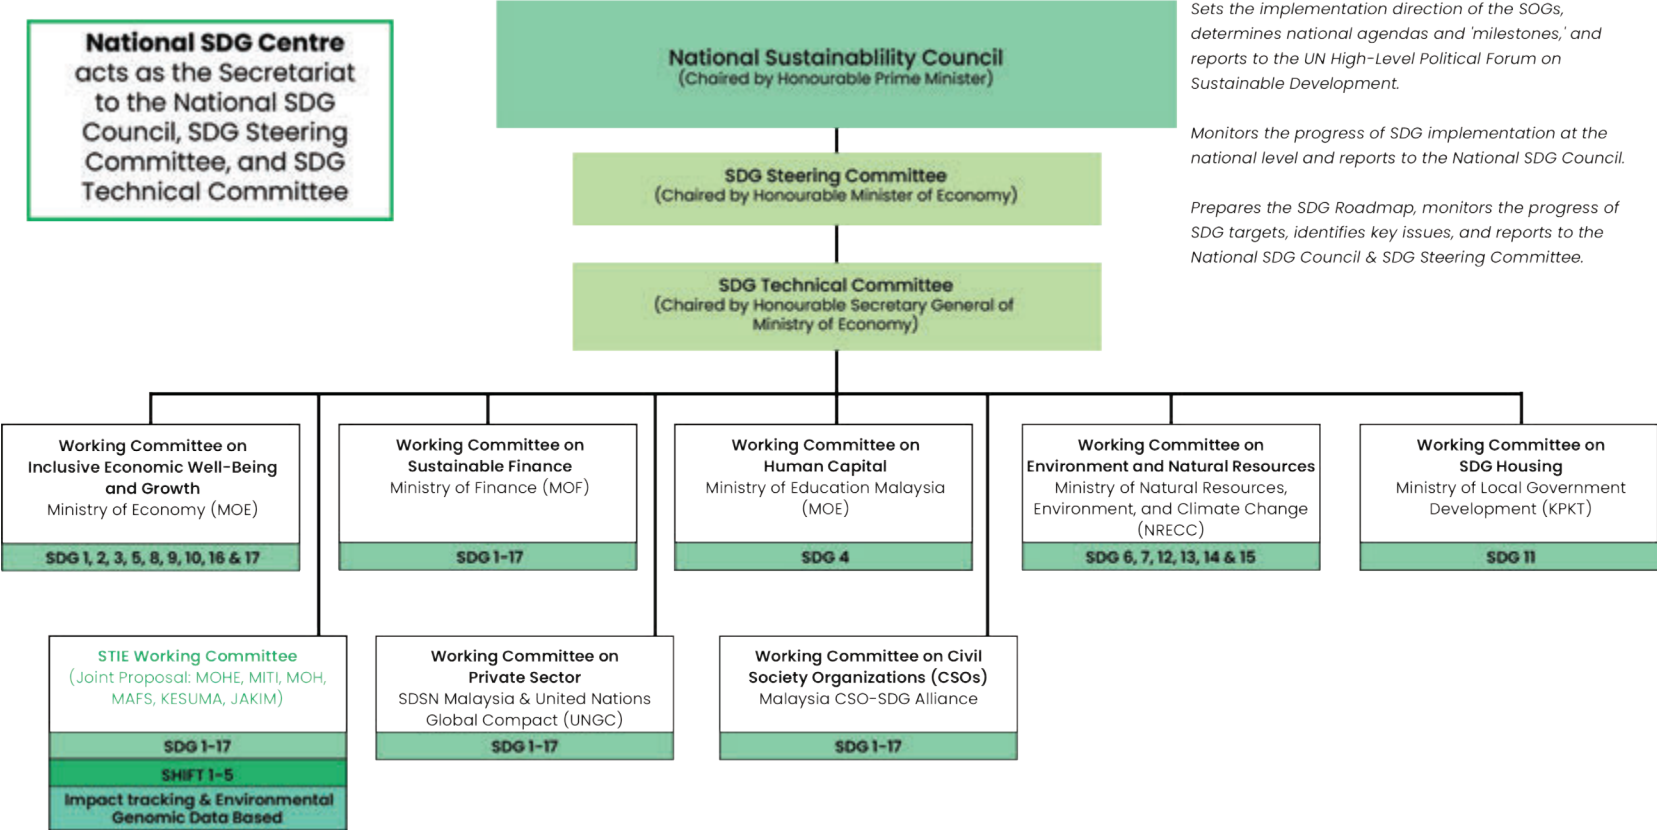 National SDG Centre
acts as the Secretariat
to the National SDG
Council, SDG Steering
Committee, and SDG
Technical Committee
National Sustainablility Council
(Chaired by Honourable Prime Minister)
Sets the implementation direction of the SOGs,
determines national agendas and 'milestones,' and
reports to the UN High-Level Political Forum on
Sustainable Development.
Monitors the progress of SDG implementation at the
national level and reports to the National SDG Council.
Prepares the SDG Roadmap, monitors the progress of
SDG targets, identifies key issues, and reports to the
National SDG Council & SDG Steering Committee.
SDG Steering Committee
(Chaired by Honourable Minister of Economy)
SDG Technical Committee
(Chaired by Honourable Secretary General of
Ministry of Economy)
Working Committee on
Inclusive Economic Well-Being
and Growth
Ministry of Economy (MOE)
SDG 1, 2, 3, 5, 8, 9, 10, 16 & 17
Working Committee on
Sustainable Finance
Ministry of Finance (MOF)
SDG 1-17
Working Committee on
Human Capital
Ministry of Education Malaysia
(MOE)
SDG 4
Working Committee on
Environment and Natural Resources
Ministry of Natural Resources,
Environment, and Climate Change
(NRECC)
SDG 6, 7, 12, 13, 14 & 15
Working Committee on
SDG Housing
Ministry of Local Government
Development (KPKT)
SDG 11
STIE Working Committee
(Joint Proposal: MOHE, MITI, MOH,
MAFS, KESUMA, JAKIM)
SDG 1-17
SHIFT 1-5
Impact tracking & Environmental
Genomic Data Based
Working Committee on
Private Sector
SDSN Malaysia & United Nations
Global Compact (UNGC)
SDG 1-17
Working Committee on Civil
Society Organizations (CSOs)
Malaysia CSO-SDG Alliance
SDG 1-17